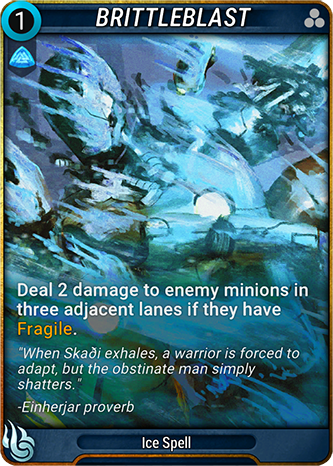 1
BRITTLEBLAST
Deal 2 damage to enemy minions in
three adjacent lanes if they have
Fragile.
"When Skaði exhales, a warrior is forced to
adapt, but the obstinate man simply
shatters."
-Einherjar proverb
Ice Spell